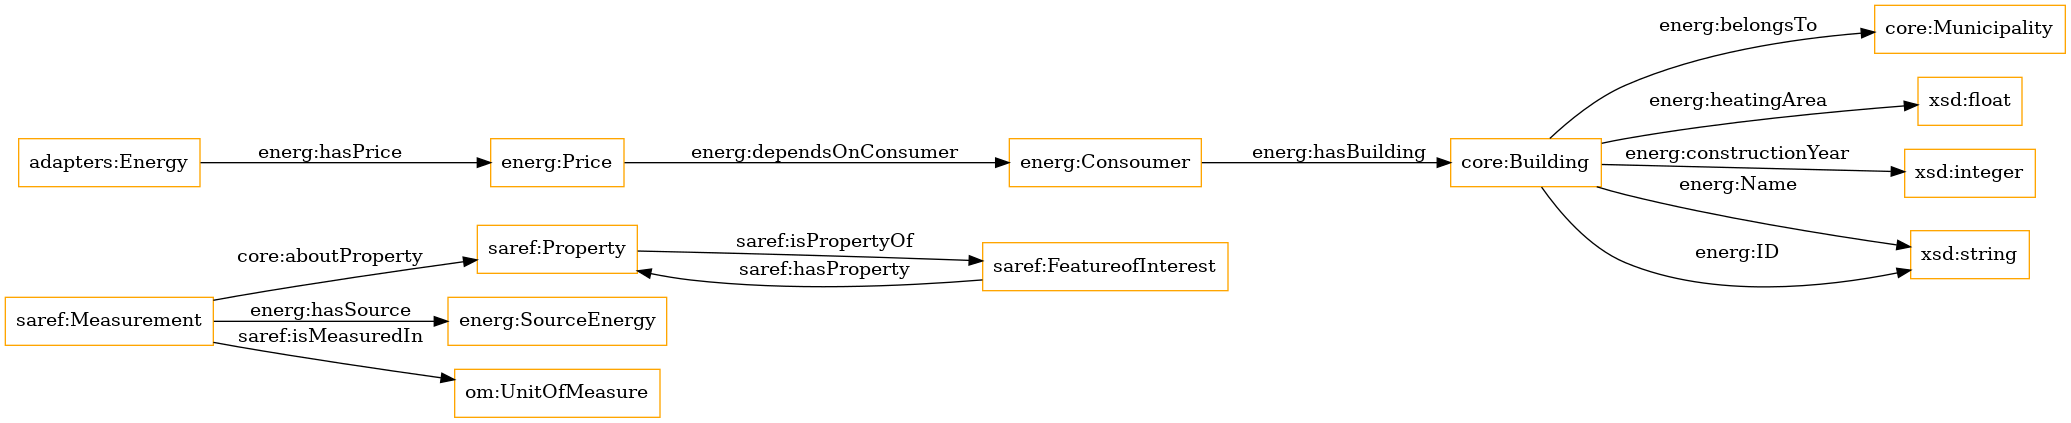 energ:belongsTo
core:Municipality
energ:heatingArea
xsd:float
adapters:Energy
energ:hasPrice
energ:Price
energ:dependsOnConsumer
energ:Consoumer
energ:hasBuilding
core:Building
energ:constructionYear
xsd:integer
energ:Name
energ:ID
xsd:string
core:aboutProperty
saref:Property
saref:isPropertyOf
saref:hasProperty
saref:FeatureofInterest
saref:Measurement
energ:hasSource
energ:SourceEnergy
saref:isMeasuredIn
om:UnitOfMeasure